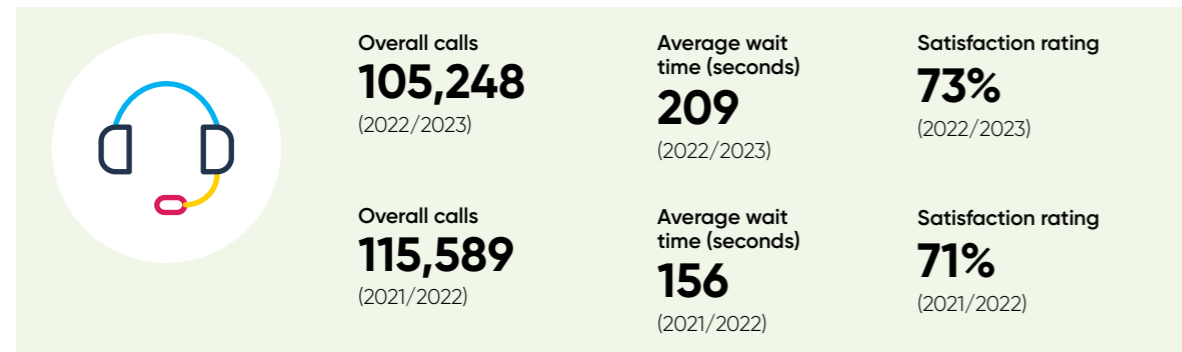 Overall calls
105,248
(2022/2023)
Average wait
time (seconds)
209
(2022/2023)
Satisfaction rating
73%
(2022/2023)
Overall calls
115,589
(2021/2022)
Average wait
time (seconds)
156
(2021/2022)
Satisfaction rating
71%
(2021/2022)